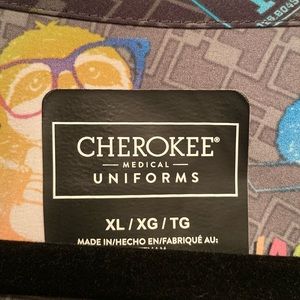 CHEROKEE®
MEDICAL
UNIFORMS
XL / XG / TG
MADE IN/HECHO EN/FABRIQUÉ AU: